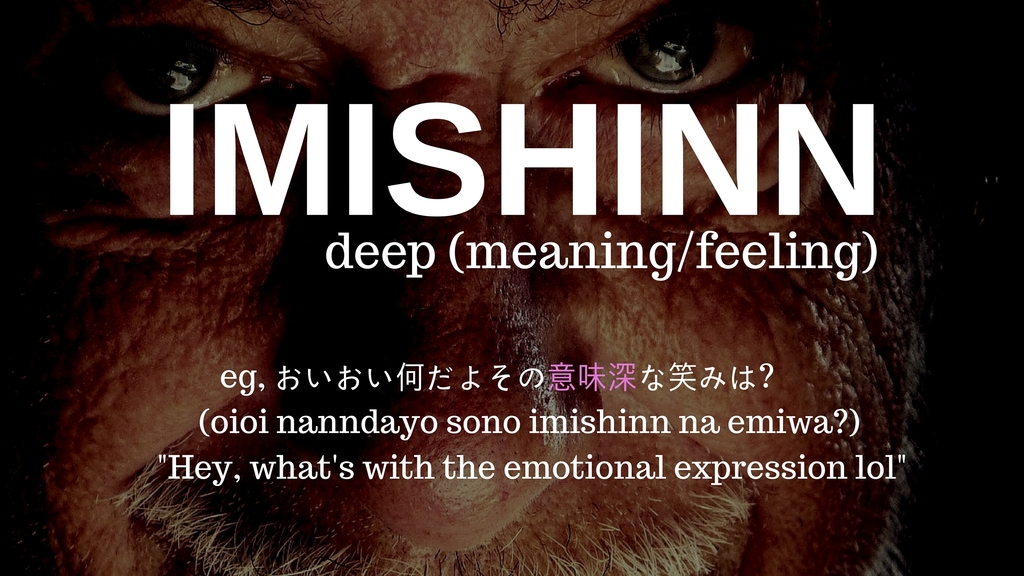 IMISHINN
deep (meaning/feeling)
eg, おいおい何だよその意味深な笑みは?
(oioi nanndayo sono imishinn na emiwa?)
"Hey, what's with the emotional expression lol"